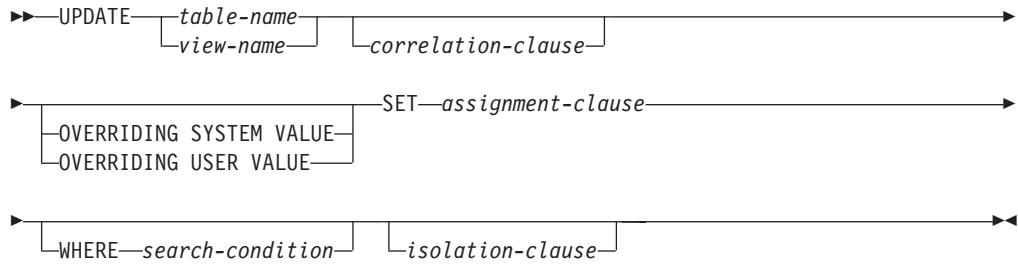 UPDATE table-name correlation-clause
view-name
SET assignment-clause
OVERRIDING SYSTEM VALUE
OVERRIDING USER VALUE
WHERE search-condition isolation-clause